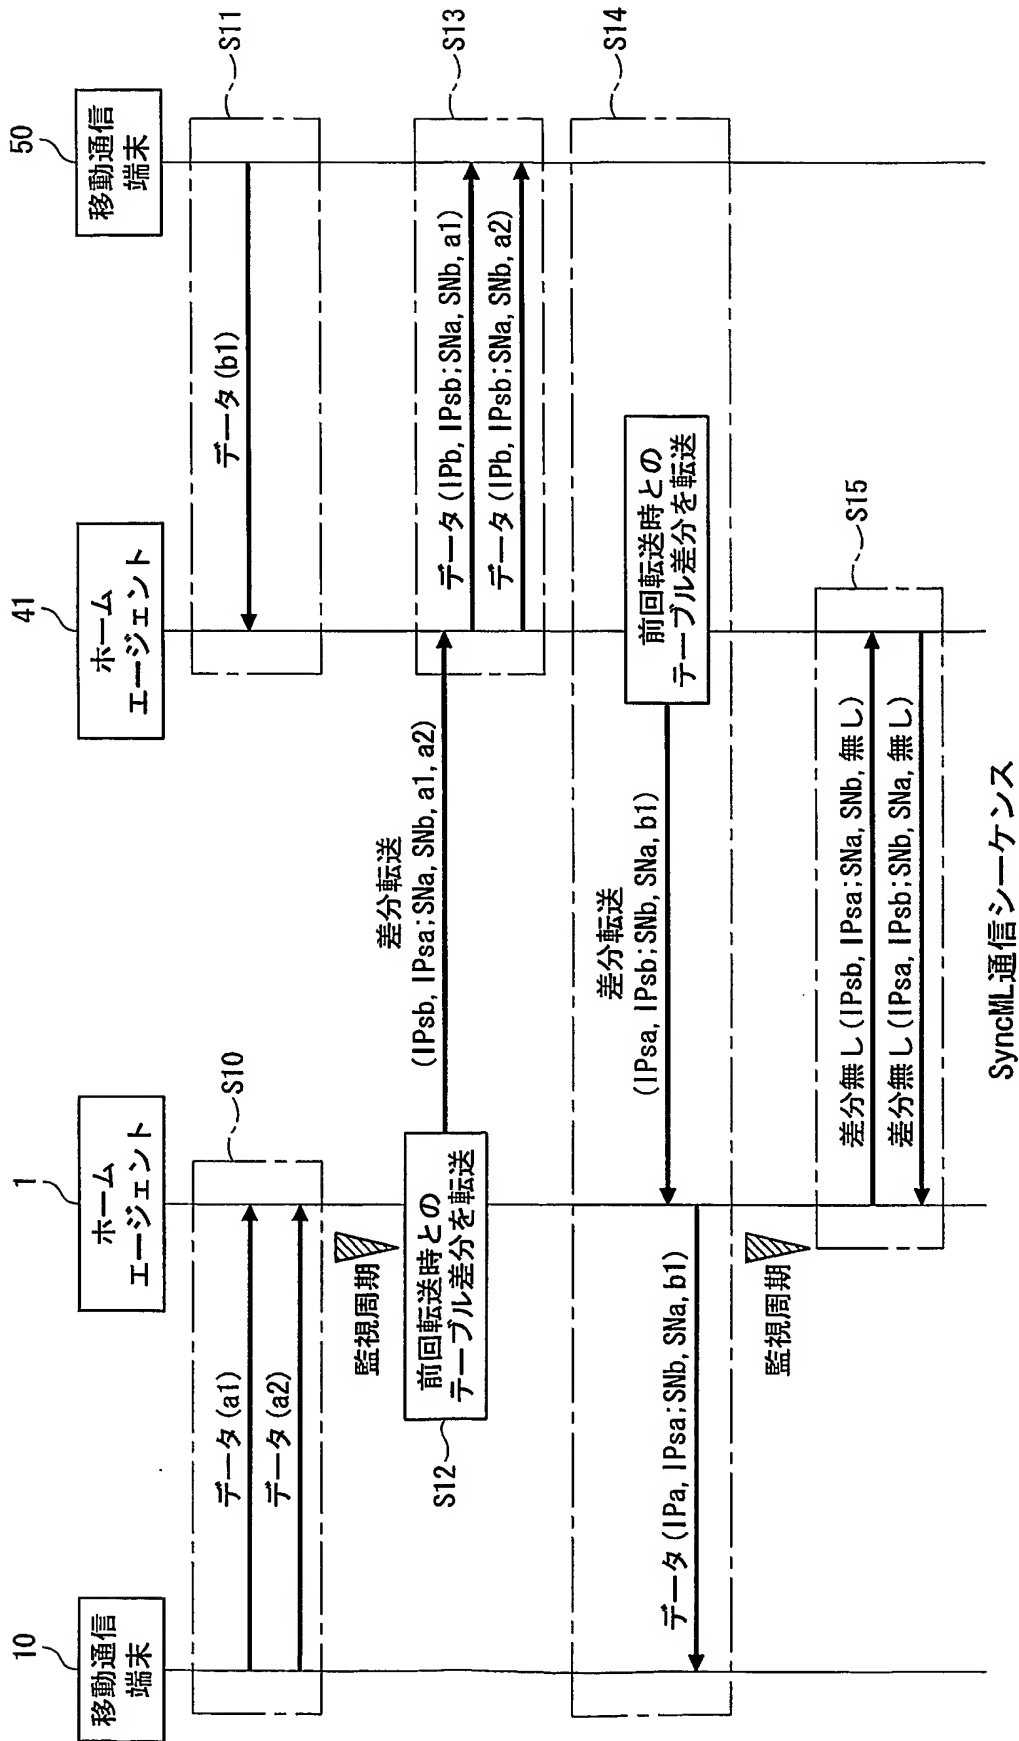 10
移動通信
端末
1
ホーム
エージェント
41
ホーム
エージェント
50
移動通信
端末
データ(a1)
データ(a2)
S10
データ(b1)
S11
監視周期
前回転送時との
テーブル差分を転送
S12
差分転送
(IPsb, IPsa;SNa, SNb, a1, a2)
データ(IPb, IPsb;SNa, SNb, a1)
データ(IPb, IPsb;SNa, SNb, a2)
S13
前回転送時との
テーブル差分を転送
差分転送
(IPsa, IPsb;SNb, SNa, b1)
データ(IPa, IPsa;SNb, SNa, b1)
S14
監視周期
差分無し(IPsb, IPsa;SNa, SNb, 無し)
差分無し(IPsa, IPsb;SNb, SNa, 無し)
S15
SyncML通信シーケンス